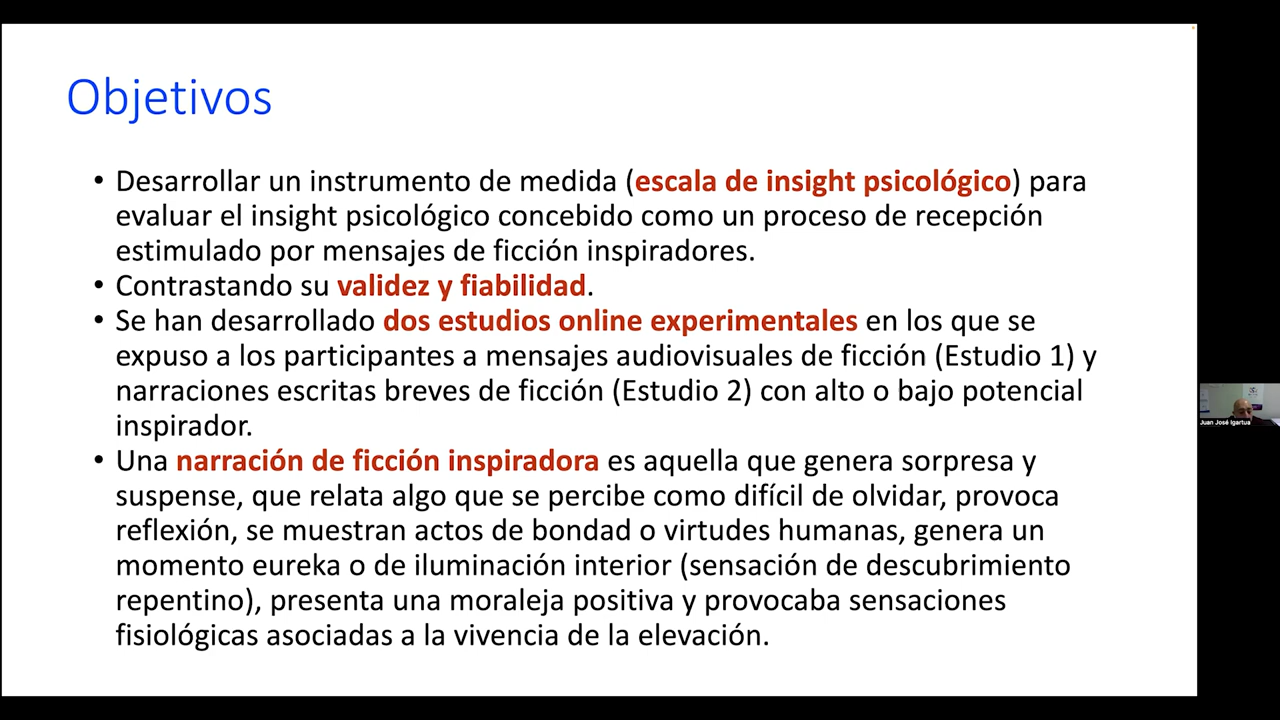 Objetivos
• Desarrollar un instrumento de medida (escala de insight psicológico) para
evaluar el insight psicológico concebido como un proceso de recepción
estimulado por mensajes de ficción inspiradores.
• Contrastando su validez y fiabilidad.
• Se han desarrollado dos estudios online experimentales en los que se
expuso a los participantes a mensajes audiovisuales de ficción (Estudio 1) y
narraciones escritas breves de ficción (Estudio 2) con alto o bajo potencial
inspirador.
• Una narración de ficción inspiradora es aquella que genera sorpresa y
suspense, que relata algo que se percibe como difícil de olvidar, provoca
reflexión, se muestran actos de bondad o virtudes humanas, genera un
momento eureka o de iluminación interior (sensación de descubrimiento
repentino), presenta una moraleja positiva y provocaba sensaciones
fisiológicas asociadas a la vivencia de la elevación.
Juan José Igartua